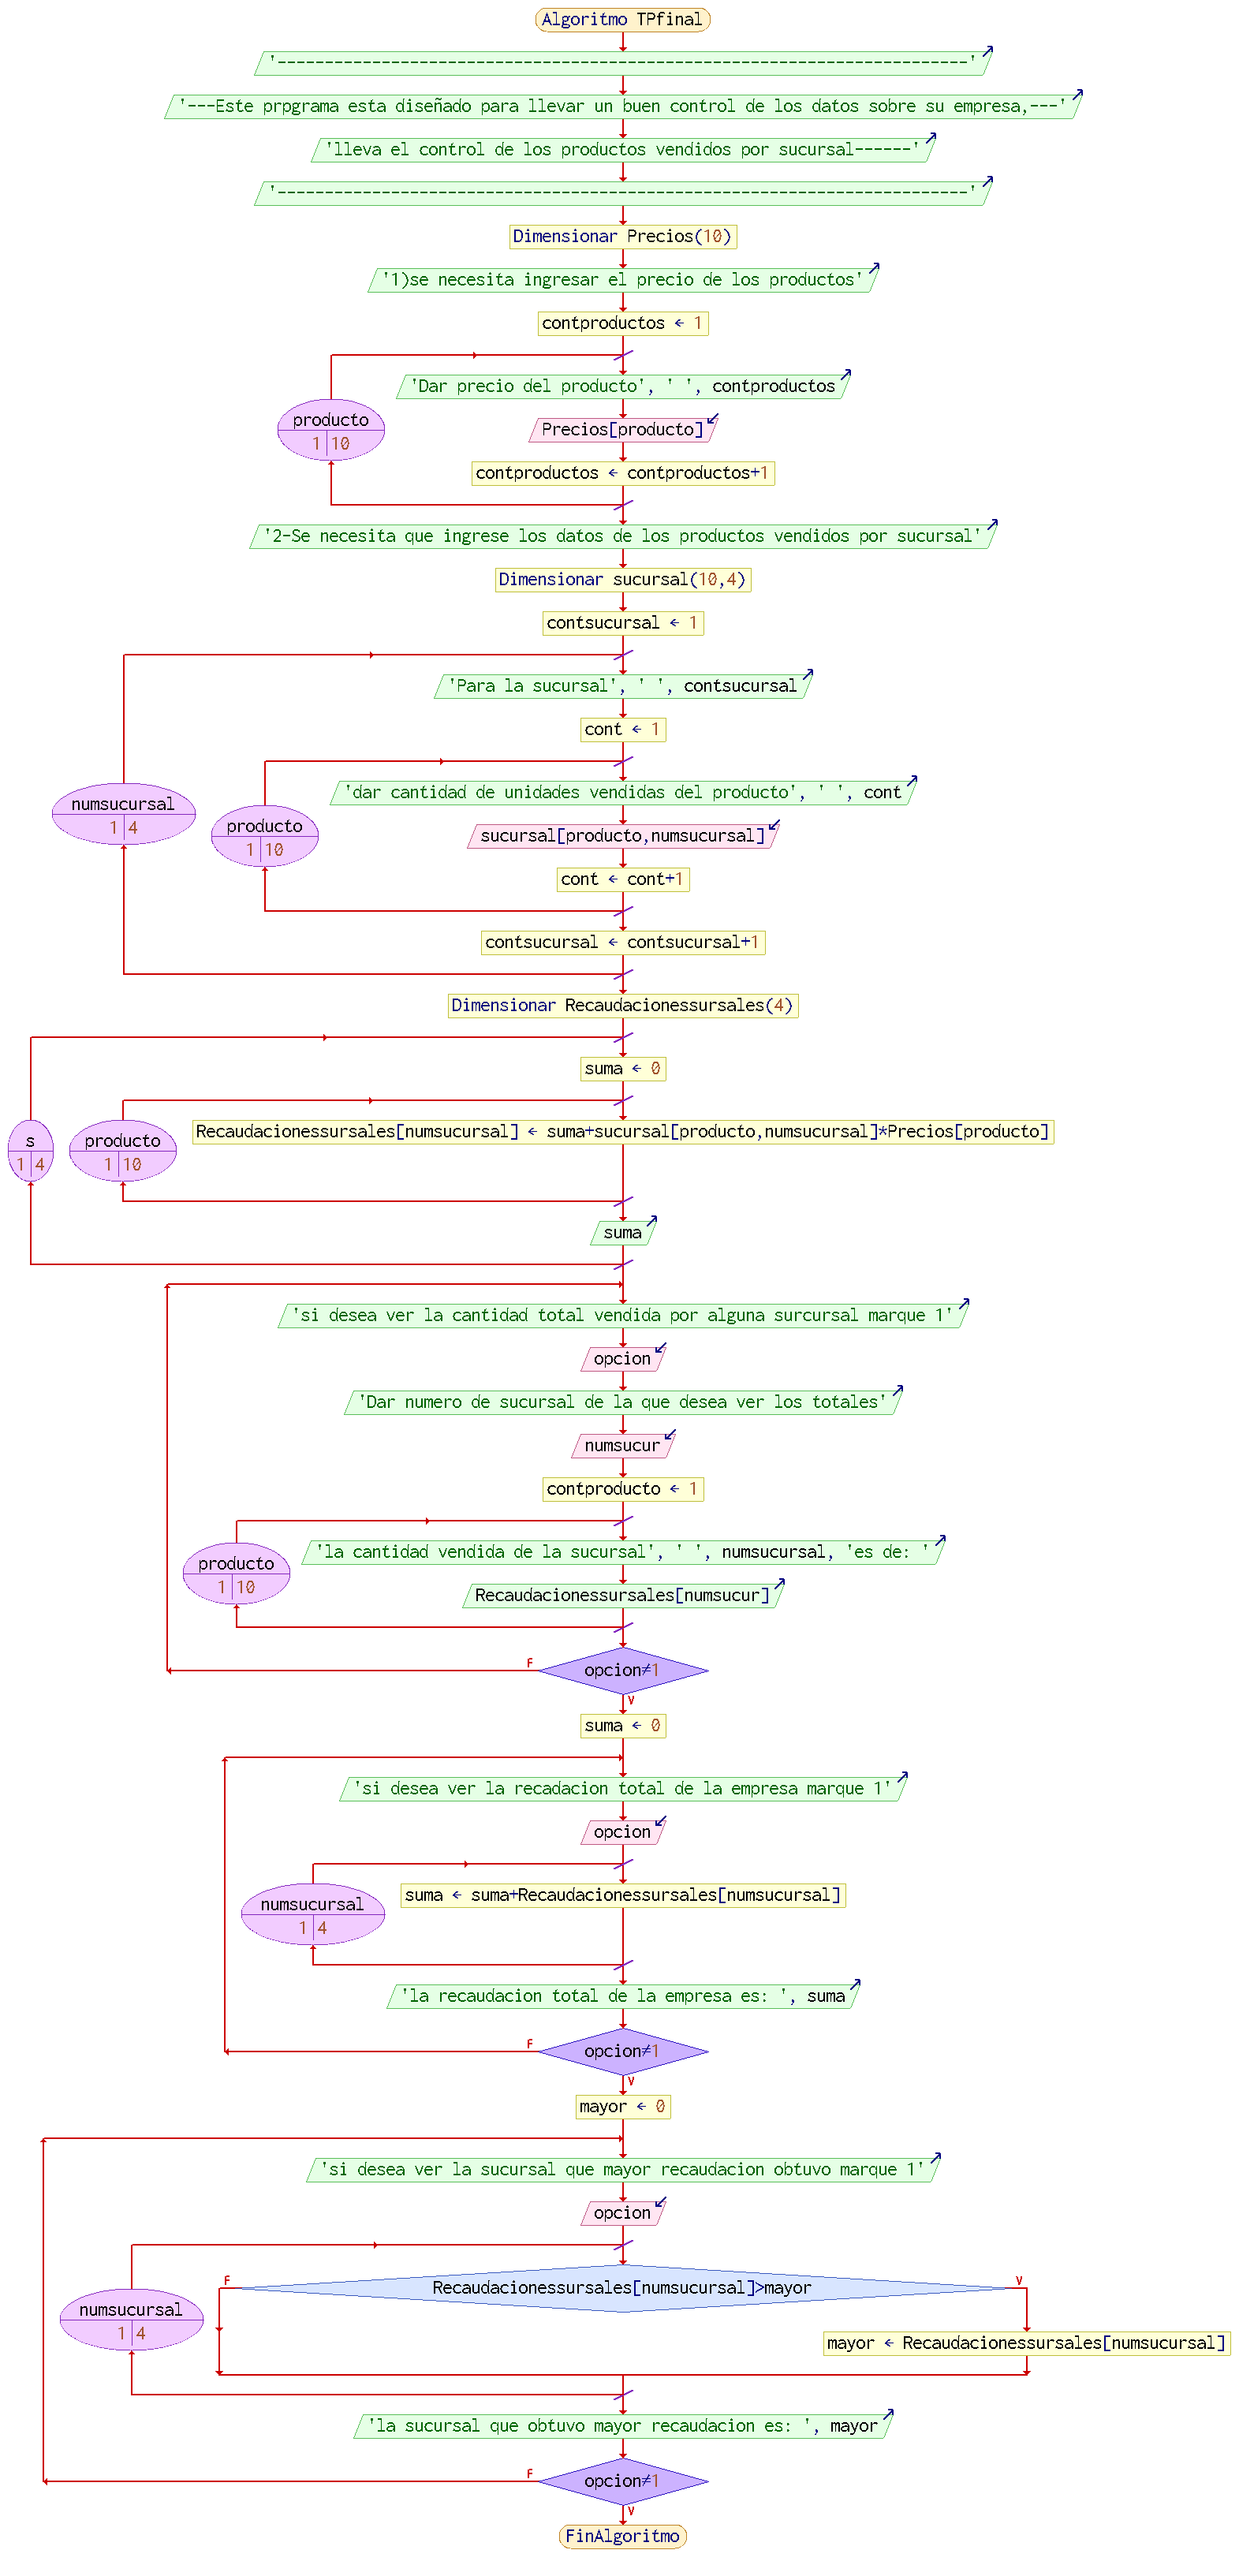 Algoritmo TPfinal
'-------------------------------------------------------------------------'
'---Este prpgrama esta diseñado para llevar un buen control de los datos sobre su empresa,---'
'lleva el control de los productos vendidos por sucursal------'
'-------------------------------------------------------------------------'
Dimensionar Precios(10)
'1)se necesita ingresar el precio de los productos'
contproductos ← 1
'Dar precio del producto', ' ', contproductos
producto
1 10
Precios[producto]
contproductos ← contproductos+1
'2-Se necesita que ingrese los datos de los productos vendidos por sucursal'
Dimensionar sucursal(10,4)
contsucursal ← 1
'Para la sucursal', ' ', contsucursal
cont ← 1
numsucursal
1 4
'dar cantidad de unidades vendidas del producto', ' ', cont
producto
1 10
sucursal[producto,numsucursal]
cont ← cont+1
contsucursal ← contsucursal+1
Dimensionar Recaudacionessursales(4)
suma ← 0
s
1 4
producto
1 10
Recaudacionessursales[numsucursal] ← suma+sucursal[producto,numsucursal]*Precios[producto]
suma
'si desea ver la cantidad total vendida por alguna surcursal marque 1'
opcion
'Dar numero de sucursal de la que desea ver los totales'
numsucur
contproducto ← 1
'la cantidad vendida de la sucursal', ' ', numsucursal, 'es de: '
producto
1 10
Recaudacionessursales[numsucur]
F
opcion≠1
V
suma ← 0
'si desea ver la recadacion total de la empresa marque 1'
opcion
numsucursal
1 4
suma ← suma+Recaudacionessursales[numsucursal]
'la recaudacion total de la empresa es: ', suma
F
opcion≠1
V
mayor ← 0
'si desea ver la sucursal que mayor recaudacion obtuvo marque 1'
opcion
F
Recaudacionessursales[numsucursal]>mayor
V
numsucursal
1 4
mayor ← Recaudacionessursales[numsucursal]
'la sucursal que obtuvo mayor recaudacion es: ', mayor
F
opcion≠1
V
FinAlgoritmo